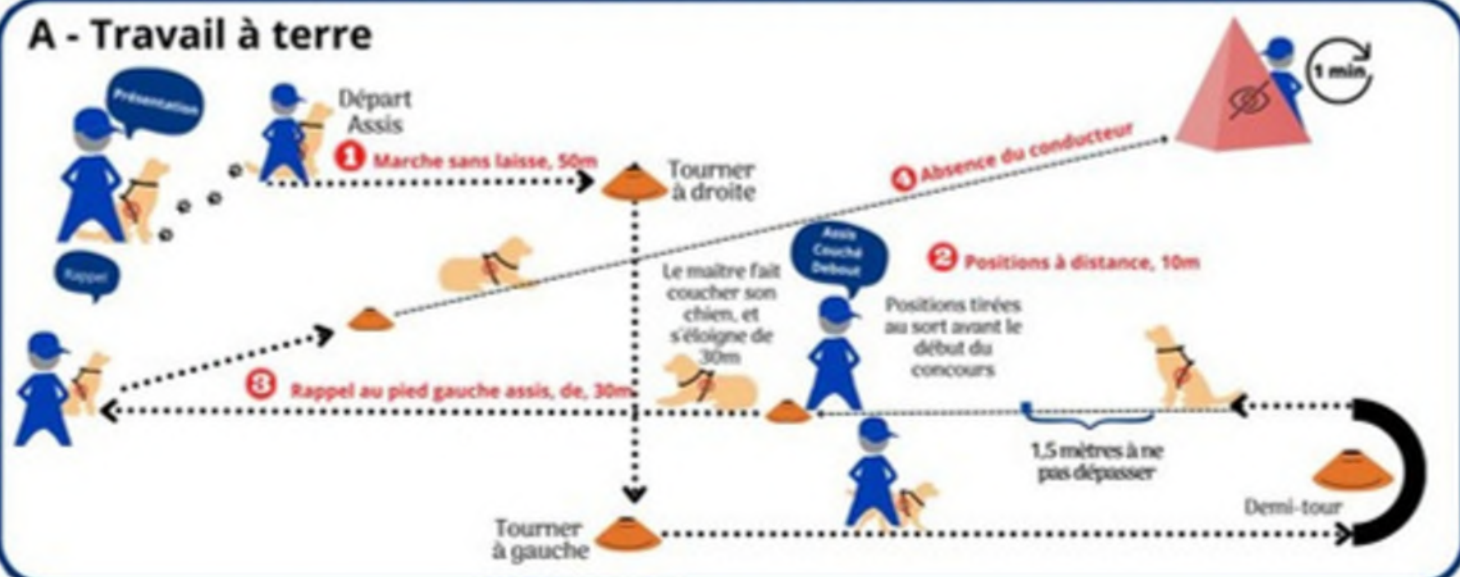 A - Travail à terre
Présentation
Départ
Assis
1 Marche sans laisse, 50m
Tourner
à droite
4 Absence du conducteur
1 min
Rappel
Le maître fait
coucher son
chien, et
s'éloigne de
30m
Assis
Couché
Debout
2 Positions à distance, 10m
Positions tirées
au sort avant le
début du
concours
3 Rappel au pied gauche assis, de, 30m
1,5 mètres à ne
pas dépasser
Demi-tour
Tourner
à gauche